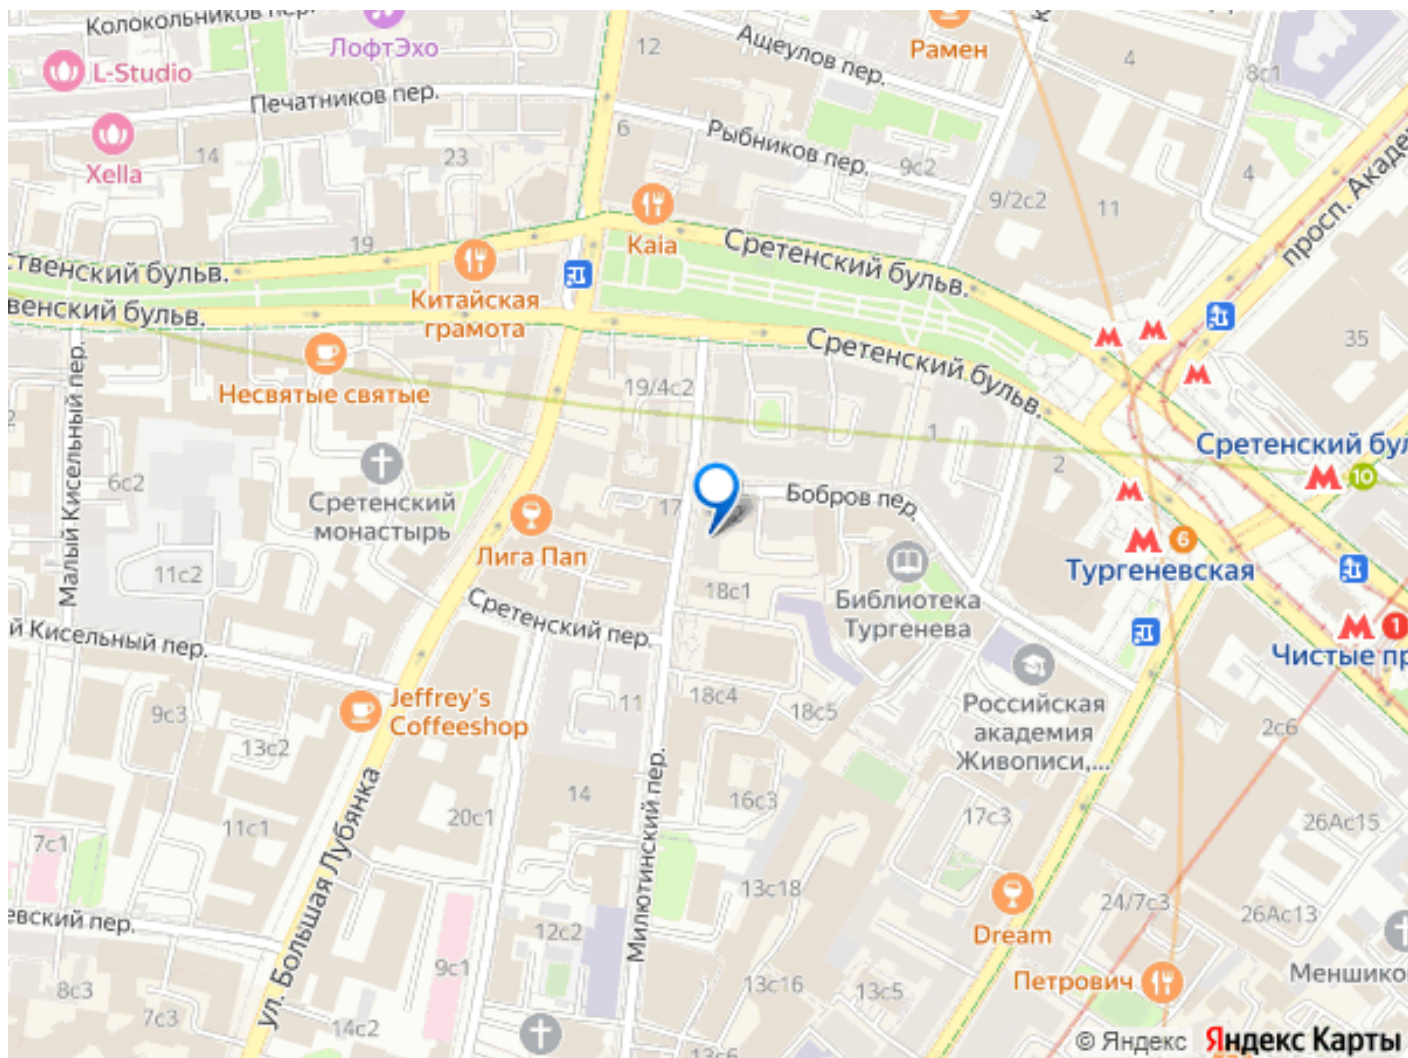 Колокольников пер.
ЛофтЭхо
12
Ащеулов пер.
Рамен
4
8с1
L-Studio
Печатников пер.
6
Рыбников пер.
9с2
4
просп. Акаде
Xella
14
23
9/2с2
11
Kaia
19
Сретенский бульв.
ственский бульв.
Китайская
грамота
венский бульв.
Сретенский бульв.
35
Несвятые святые
19/4с2
Малый Кисельный пер.
1
2
Сретенский бул
10
6с2
Сретенский
монастырь
17
Бобров пер.
Лига Пап
6
Тургеневская
11с2
18с1
Библиотека
Тургенева
Сретенский пер.
й Кисельный пер.
1
Чистые пр
Jeffrey's
Coffeeshop
11
18с4
18с5
Российская
академия
Живописи,...
9с3
13с2
2с6
14
16с3
17с3
20с1
11с1
26Ас15
7с1
ул. Большая Лубянка
Милютинский пер.
13с18
24/7с3
26Ас13
евский пер.
12с2
Dream
9с1
Петрович
Меншико
8с3
7с3
14с2
13с16
13с5
13с6
© Яндекс Яндекс Карты